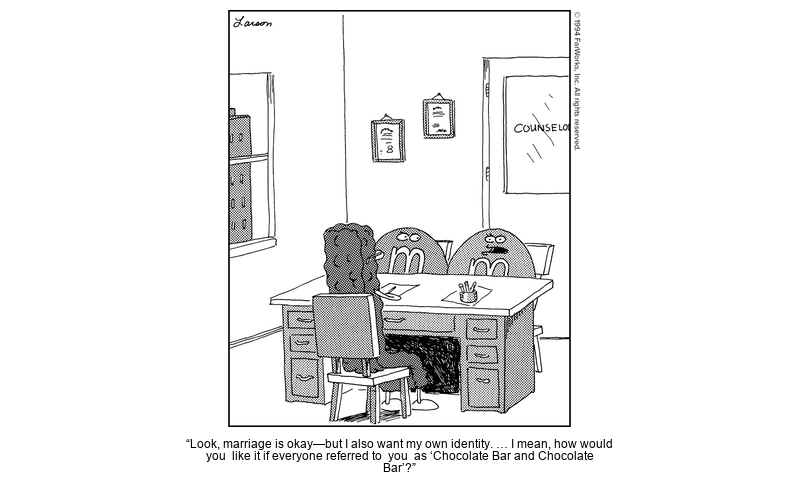 Larson
© 1994 FarWorks, Inc. All rights reserved.
COUNSELO
m
m
“Look, marriage is okay—but I also want my own identity. … I mean, how would
you like it if everyone referred to you as ‘Chocolate Bar and Chocolate
Bar’?”